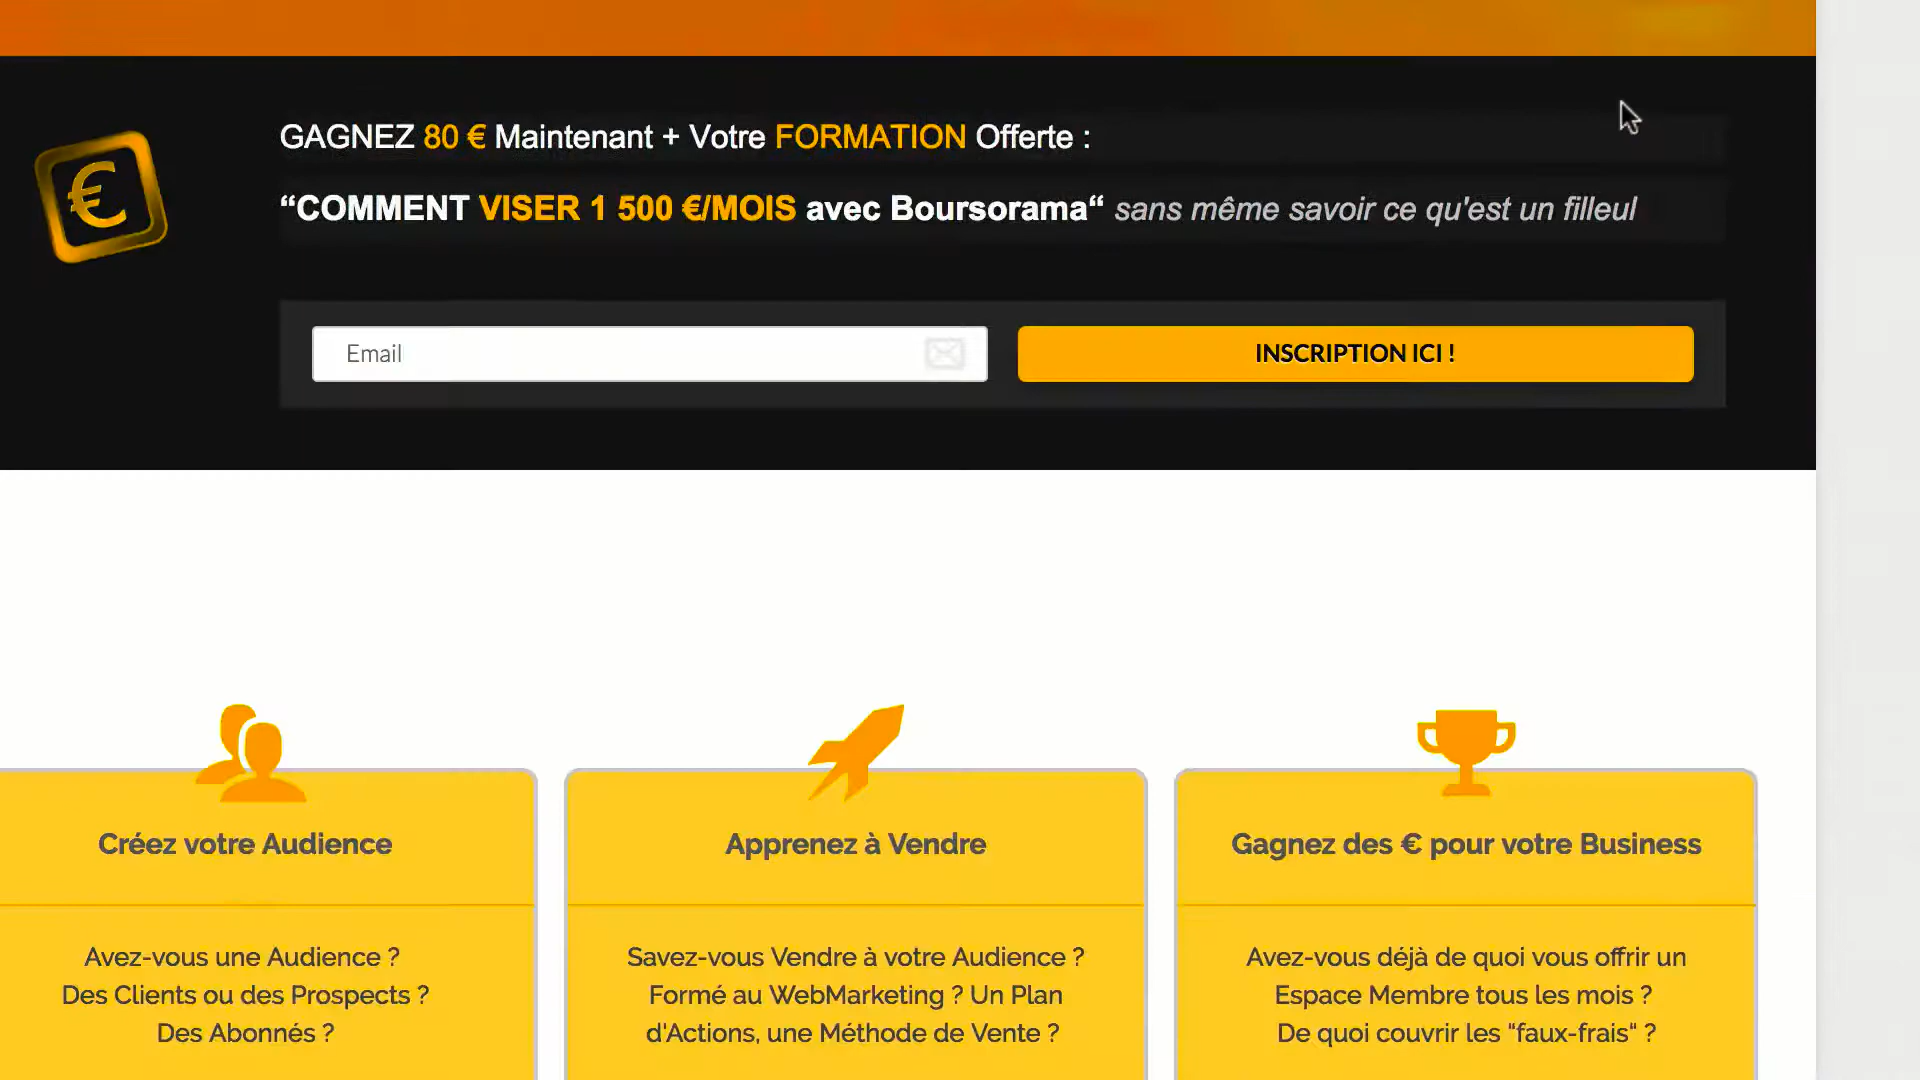 €
GAGNEZ 80 € Maintenant + Votre FORMATION Offerte :
“COMMENT VISER 1 500 €/MOIS avec Boursorama“ sans même savoir ce qu'est un filleul
Email
INSCRIPTION ICI !
Créez votre Audience
Avez-vous une Audience ?
Des Clients ou des Prospects ?
Des Abonnés ?
Apprenez à Vendre
Savez-vous Vendre à votre Audience ?
Formé au WebMarketing ? Un Plan
d'Actions, une Méthode de Vente ?
Gagnez des € pour votre Business
Avez-vous déjà de quoi vous offrir un
Espace Membre tous les mois ?
De quoi couvrir les "faux-frais" ?